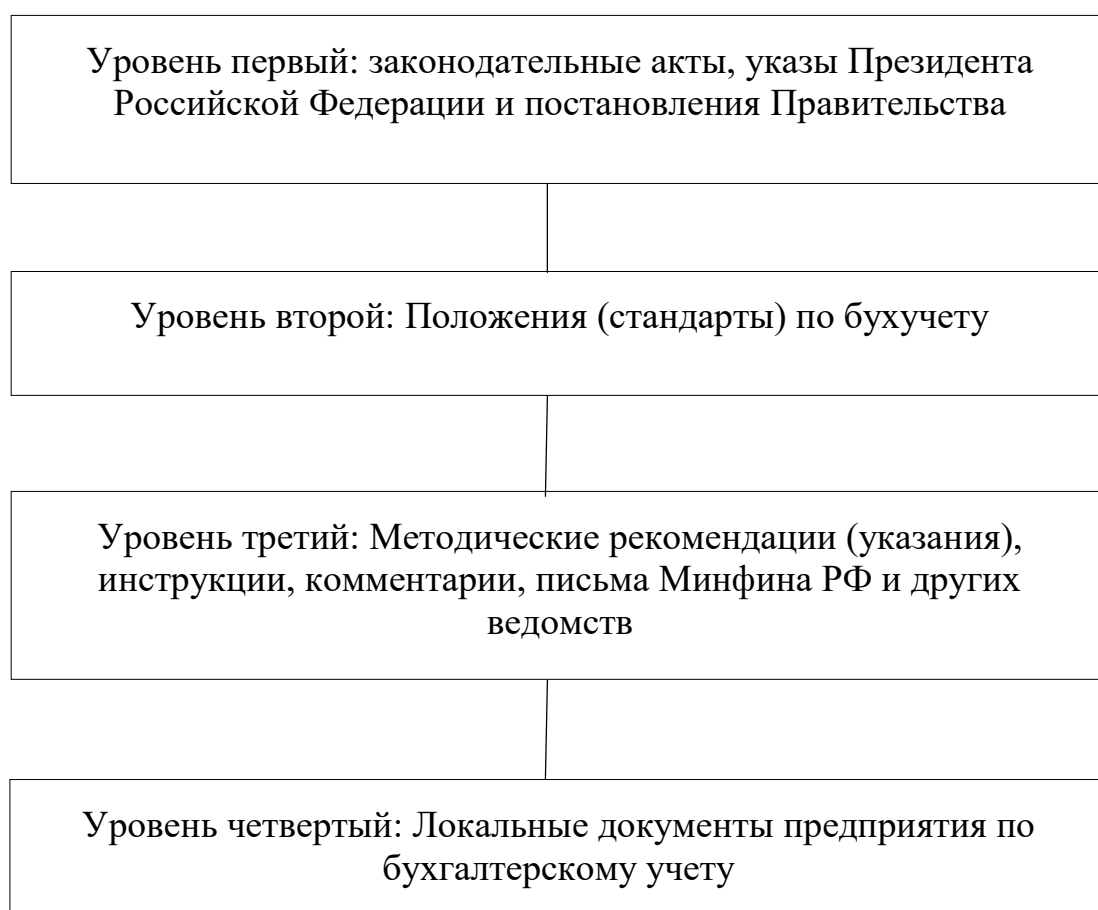 Уровень первый: законодательные акты, указы Президента
Российской Федерации и постановления Правительства
Уровень второй: Положения (стандарты) по бухучету
Уровень третий: Методические рекомендации (указания),
инструкции, комментарии, письма Минфина РФ и других
ведомств
Уровень четвертый: Локальные документы предприятия по
бухгалтерскому учету